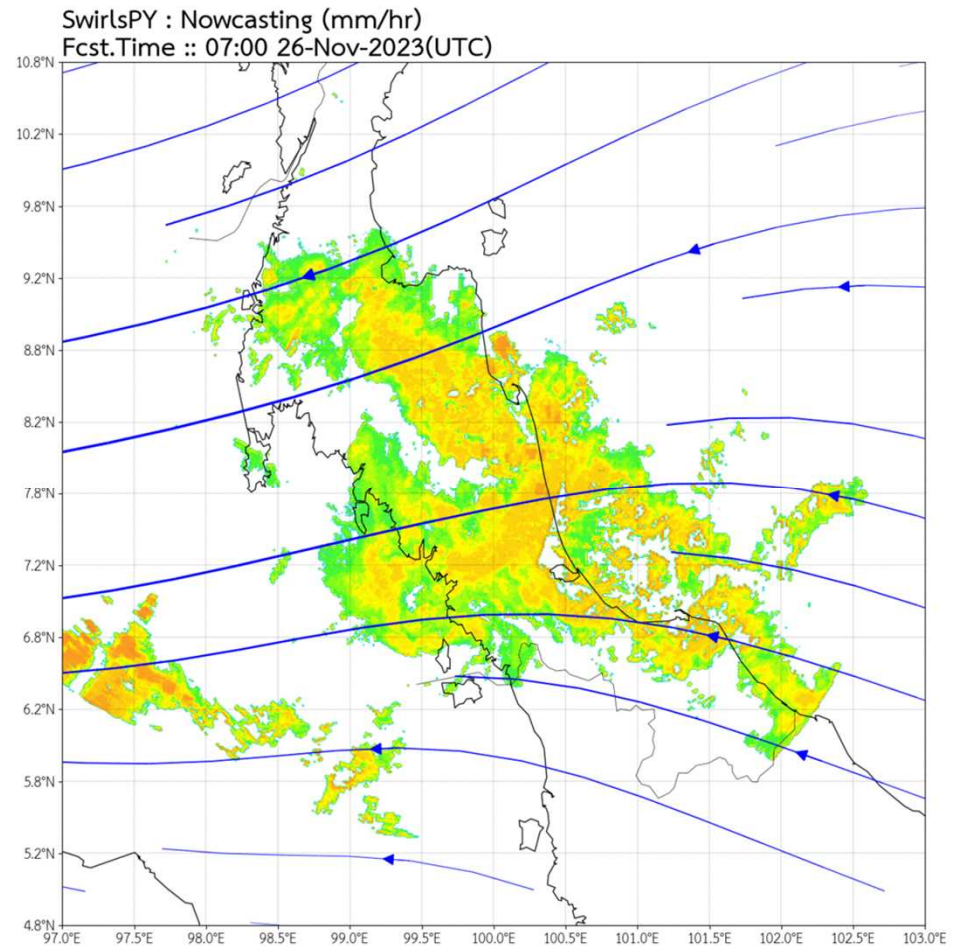 SwirlsPY : Nowcasting (mm/hr)
Fcst.Time :: 07:00 26-Nov-2023(UTC)
10.8°N
10.2°N
9.8°N
9.2°N
8.8°N
8.2°N
7.8°N
7.2°N
6.8°N
6.2°N
5.8°N
5.2°N
4.8°N
97.0°E 97.5°E 98.0°E 98.5°E 99.0°E 99.5°E 100.0°E 100.5°E 101.0°E 101.5°E 102.0°E 102.5°E 103.0°E